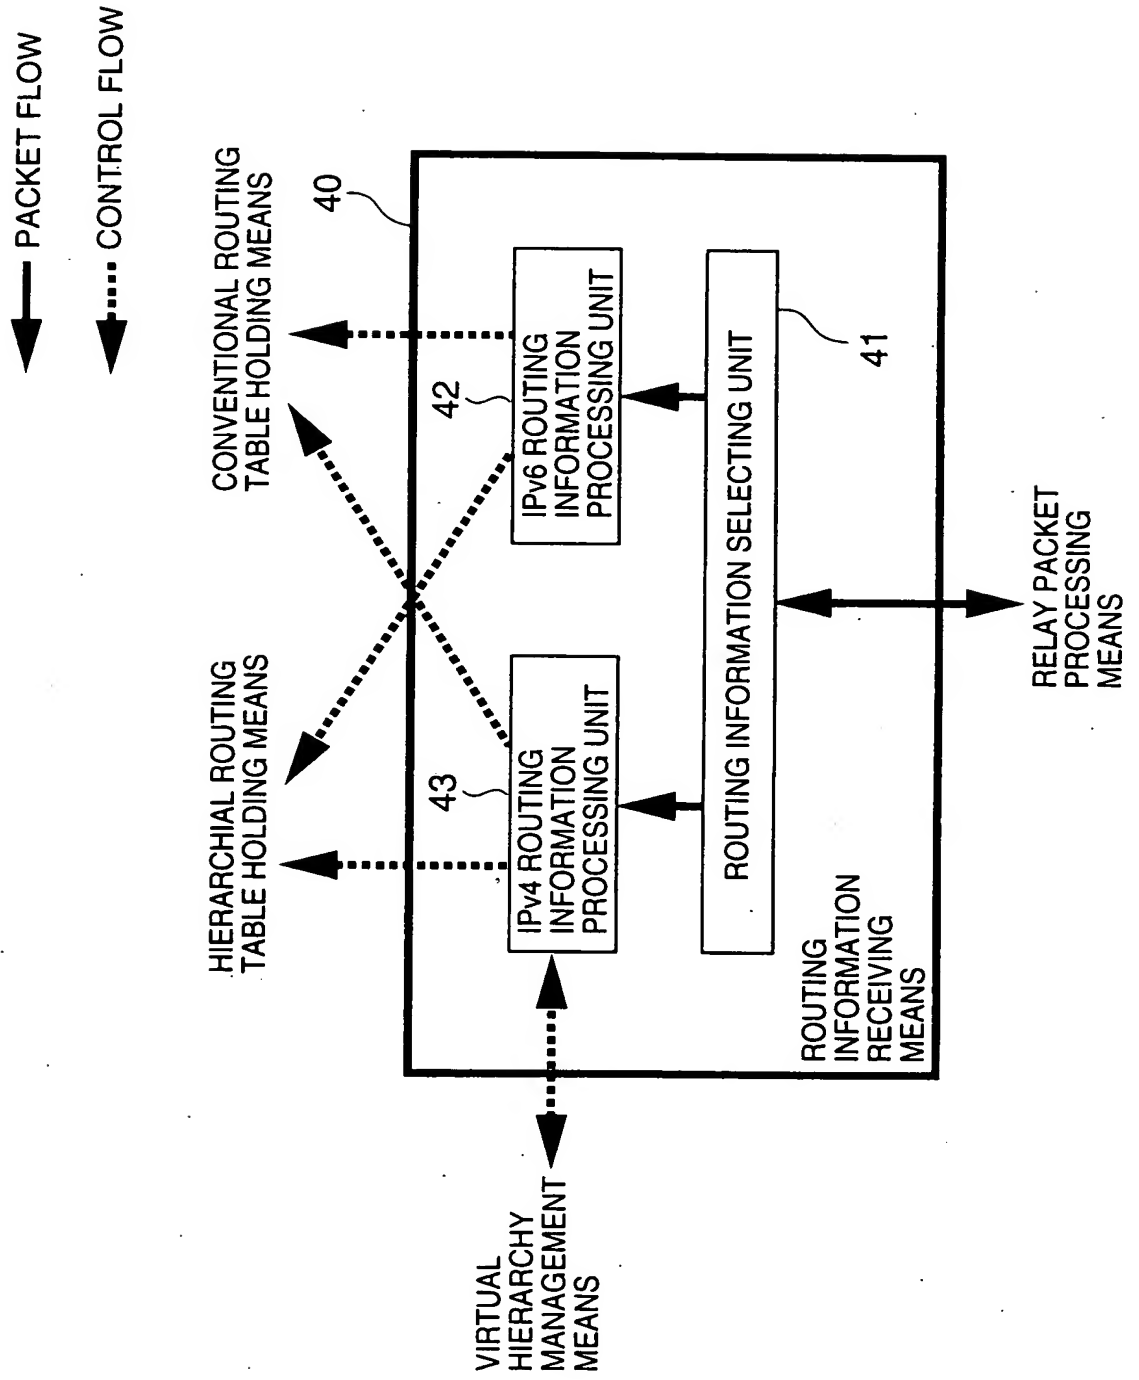 PACKET FLOW
CONTROL FLOW
HIERARCHIAL ROUTING
TABLE HOLDING MEANS
CONVENTIONAL ROUTING
TABLE HOLDING MEANS
40
VIRTUAL
HIERARCHY
MANAGEMENT
MEANS
43
IPv4 ROUTING
INFORMATION
PROCESSING UNIT
42
IPv6 ROUTING
INFORMATION
PROCESSING UNIT
ROUTING INFORMATION SELECTING UNIT
41
ROUTING
INFORMATION
RECEIVING
MEANS
RELAY PACKET
PROCESSING
MEANS